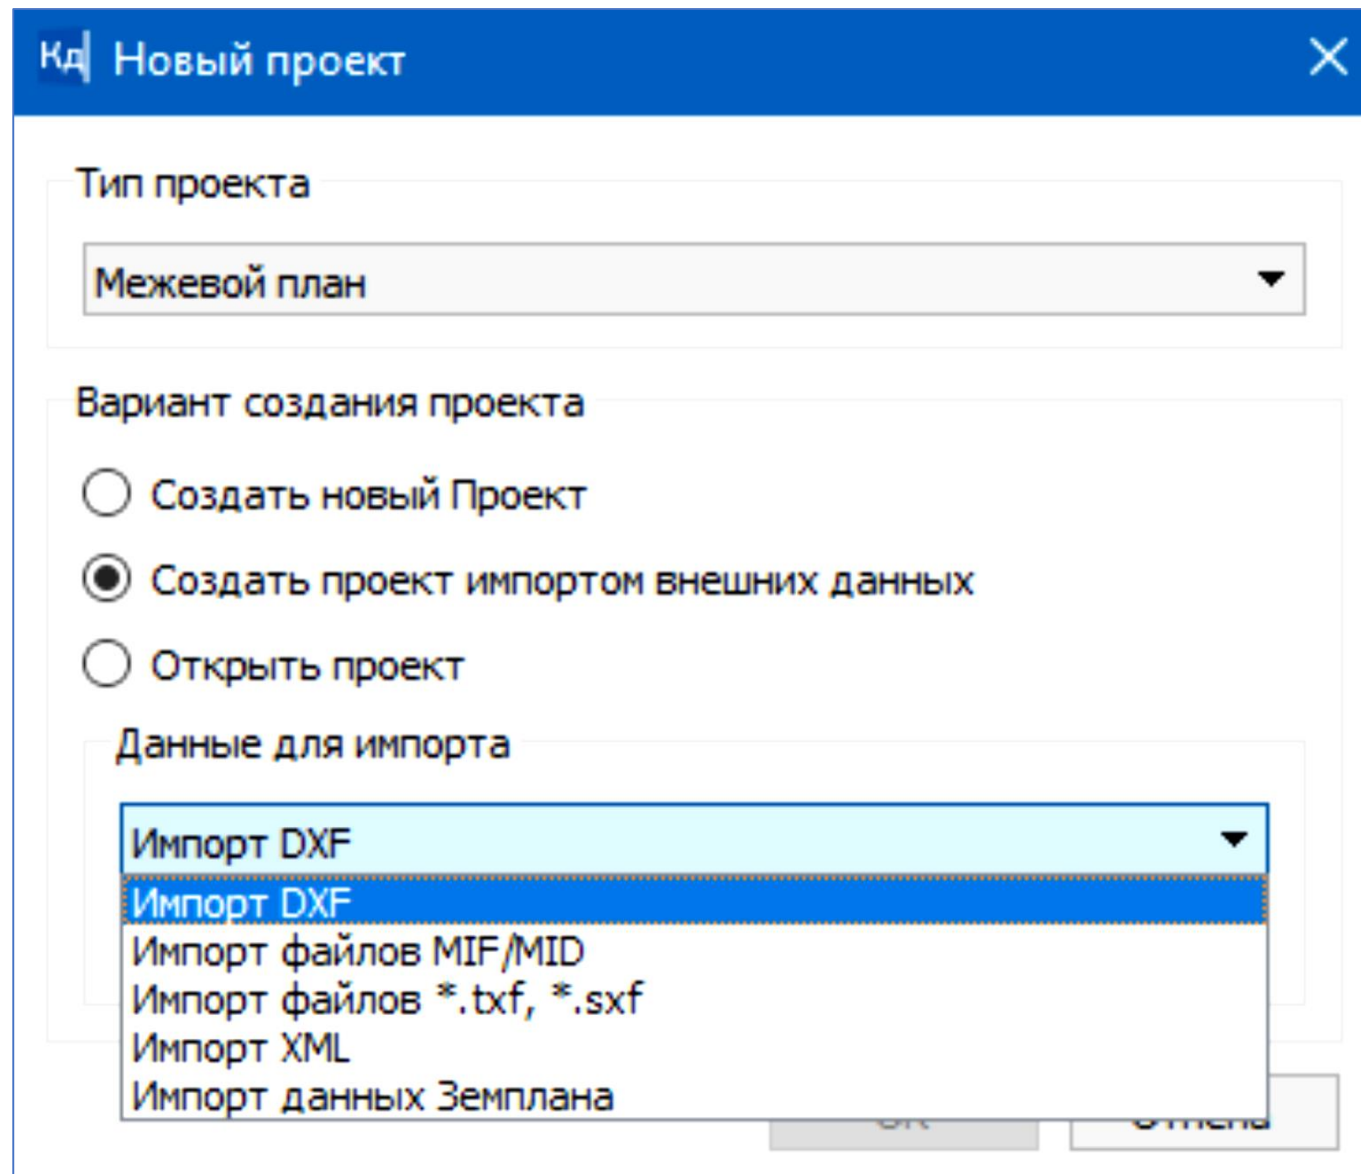 Кд Новый проект
Тип проекта
Межевой план
Вариант создания проекта
Создать новый Проект
Создать проект импортом внешних данных
Открыть проект
Данные для импорта
Импорт DXF
Импорт DXF
Импорт файлов MIF/MID
Импорт файлов *.txf, *.sxf
Импорт XML
Импорт данных Земплана
Отмена